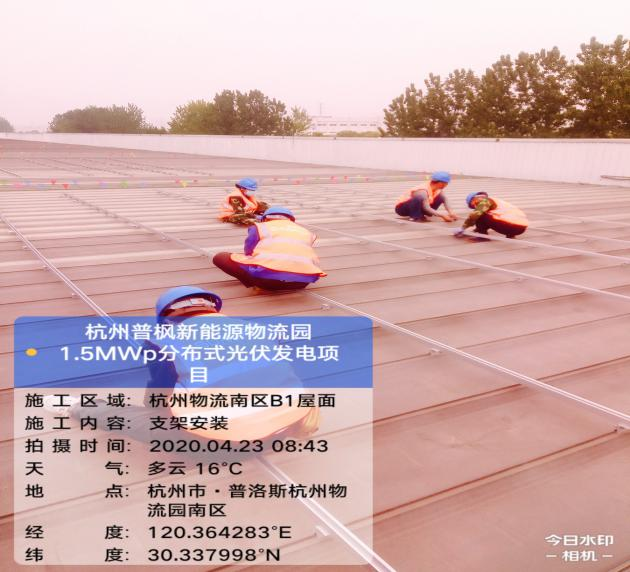 杭州普枫新能源物流园
1.5MWp分布式光伏发电项
目
施工区域: 杭州物流南区B1屋面
施工内容: 支架安装
拍摄时间: 2020.04.23 08:43
天气: 多云 16°C
地点: 杭州市·普洛斯杭州物
流园南区
经度: 120.364283°E
纬度: 30.337998°N
今日水印
－相机－